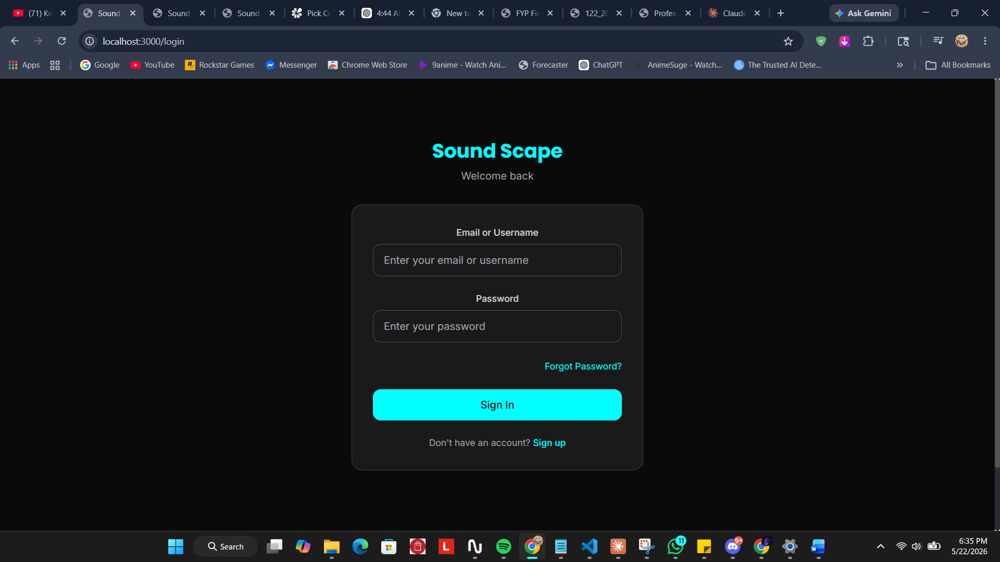 (71) Ke
Sound
Sound
Sound
Pick Co
4:44 AI
New ta
FYP Fir
122_20
Profes
Claude
Ask Gemini
localhost:3000/login
Apps
Google
YouTube
Rockstar Games
Messenger
Chrome Web Store
9anime - Watch Ani...
Forecaster
ChatGPT
AnimeSuge - Watch...
The Trusted AI Dete...
All Bookmarks
Sound Scape
Welcome back
Email or Username
Enter your email or username
Password
Enter your password
Forgot Password?
Sign In
Don't have an account? Sign up
Search
L
11
9+
W
6:35 PM
5/22/2026